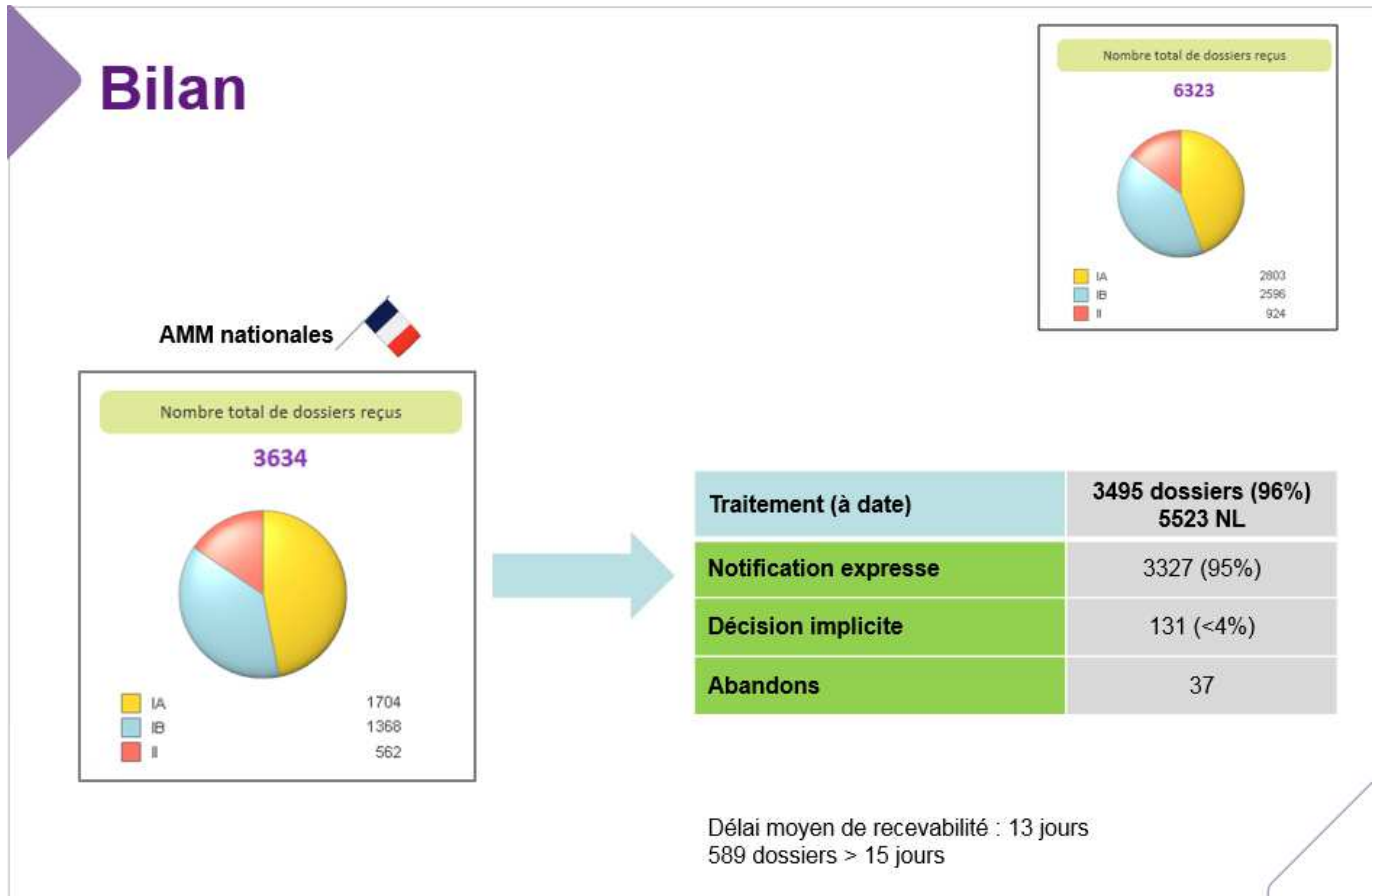 Bilan
Nombre total de dossiers reçus
6323
IA 2803
IB 2596
II 924
AMM nationales
Nombre total de dossiers reçus
3634
IA 1704
IB 1368
II 562
Traitement (à date) 3495 dossiers (96%)
5523 NL
Notification expresse 3327 (95%)
Décision implicite 131 (<4%)
Abandons 37
Délai moyen de recevabilité : 13 jours
589 dossiers > 15 jours